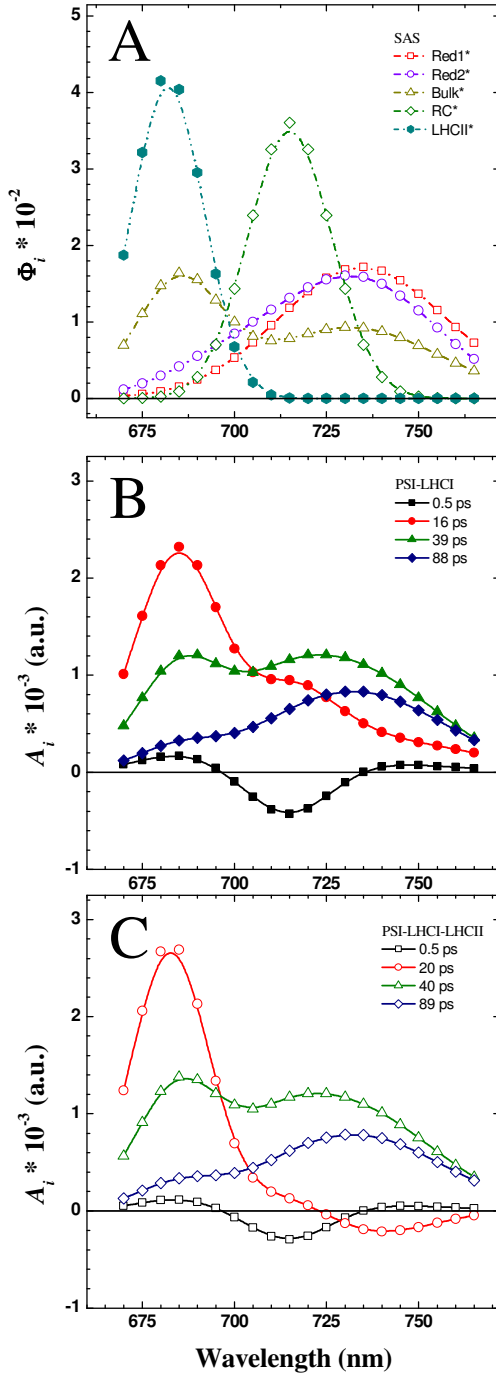 A
SAS
Red1*
Red2*
Bulk*
RC*
LHCII*
Φi * 10-2
5
4
3
2
1
0
675 700 725 750
B
PSI-LHCI
0.5 ps
16 ps
39 ps
88 ps
Ai * 10-3 (a.u.)
3
2
1
0
-1
675 700 725 750
C
PSI-LHCI-LHCII
0.5 ps
20 ps
40 ps
89 ps
Ai * 10-3 (a.u.)
3
2
1
0
-1
675 700 725 750
Wavelength (nm)